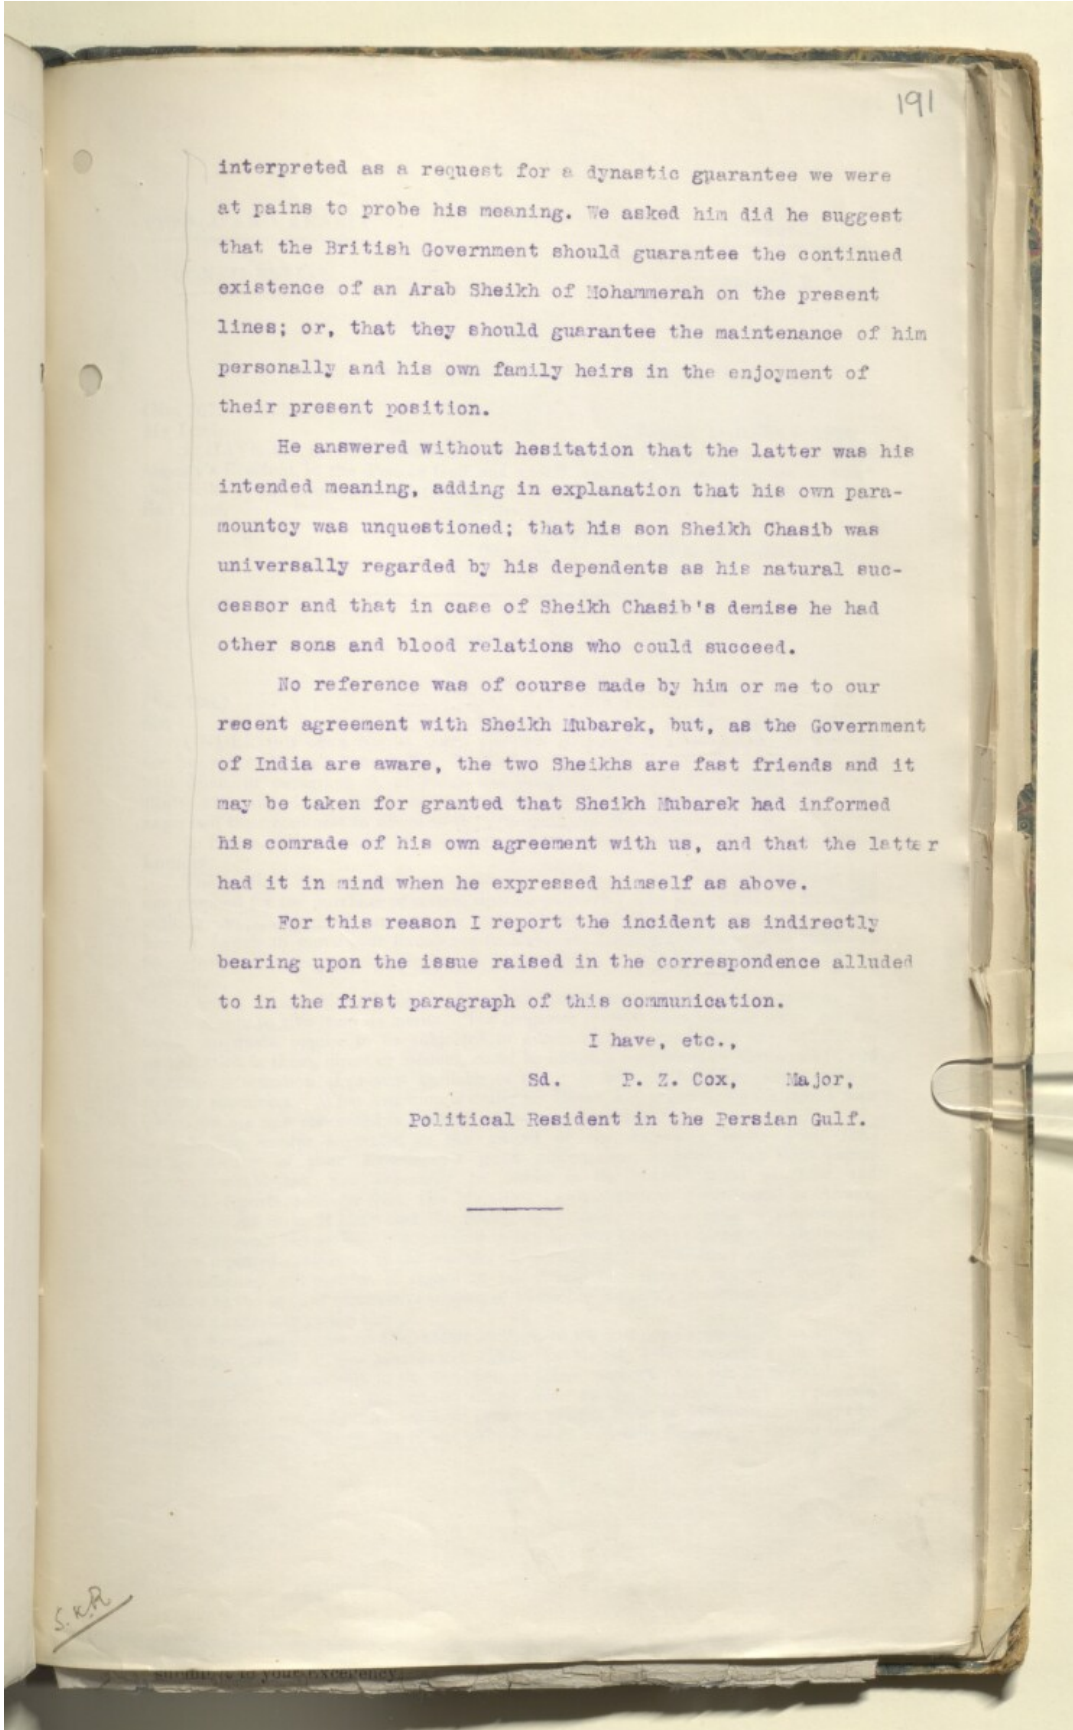 191
interpreted as a request for a dynastic guarantee we were
at pains to probe his meaning. We asked him did he suggest
that the British Government should guarantee the continued
existence of an Arab Sheikh of Mohammerah on the present
lines; or, that they should guarantee the maintenance of him
personally and his own family heirs in the enjoyment of
their present position.
He answered without hesitation that the latter was his
intended meaning, adding in explanation that his own para-
mountcy was unquestioned; that his son Sheikh Chasib was
universally regarded by his dependents as his natural suc-
cessor and that in case of Sheikh Chasib's demise he had
other sons and blood relations who could succeed.
No reference was of course made by him or me to our
recent agreement with Sheikh Mubarek, but, as the Government
of India are aware, the two Sheikhs are fast friends and it
may be taken for granted that Sheikh Mubarek had informed
his comrade of his own agreement with us, and that the latter
had it in mind when he expressed himself as above.
For this reason I report the incident as indirectly
bearing upon the issue raised in the correspondence alluded
to in the first paragraph of this communication.
I have, etc.,
Sd. P. Z. Cox, Major,
Political Resident in the Persian Gulf.
S.K.R
to your Excellency